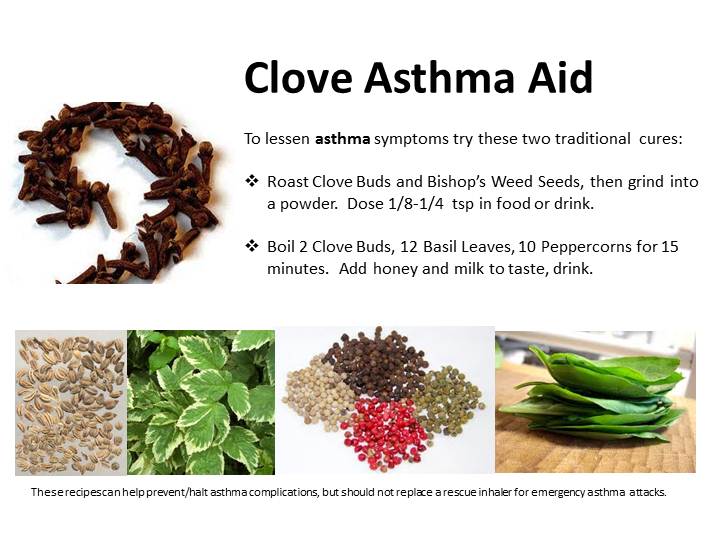 Clove Asthma Aid
To lessen asthma symptoms try these two traditional cures:
❖ Roast Clove Buds and Bishop’s Weed Seeds, then grind into
a powder. Dose 1/8-1/4 tsp in food or drink.
❖ Boil 2 Clove Buds, 12 Basil Leaves, 10 Peppercorns for 15
minutes. Add honey and milk to taste, drink.
These recipes can help prevent/halt asthma complications, but should not replace a rescue inhaler for emergency asthma attacks.